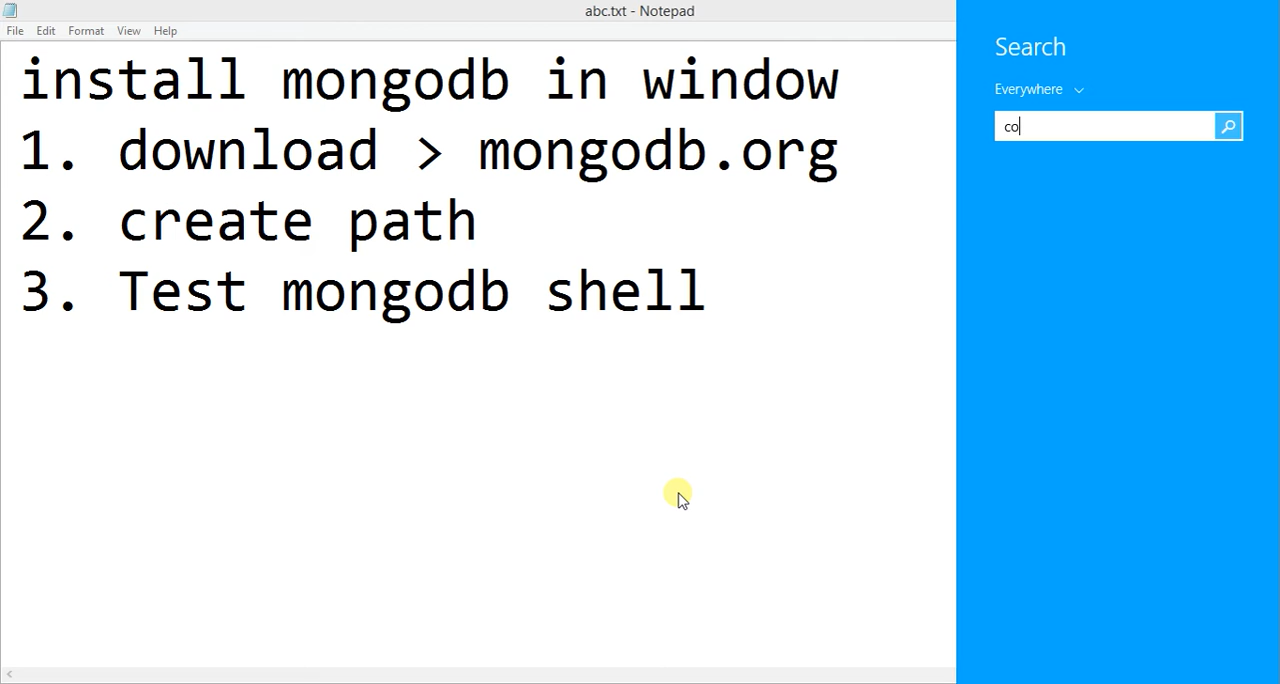 abc.txt - Notepad
File Edit Format View Help
install mongodb in window
1. download > mongodb.org
2. create path
3. Test mongodb shell
Search
Everywhere
co